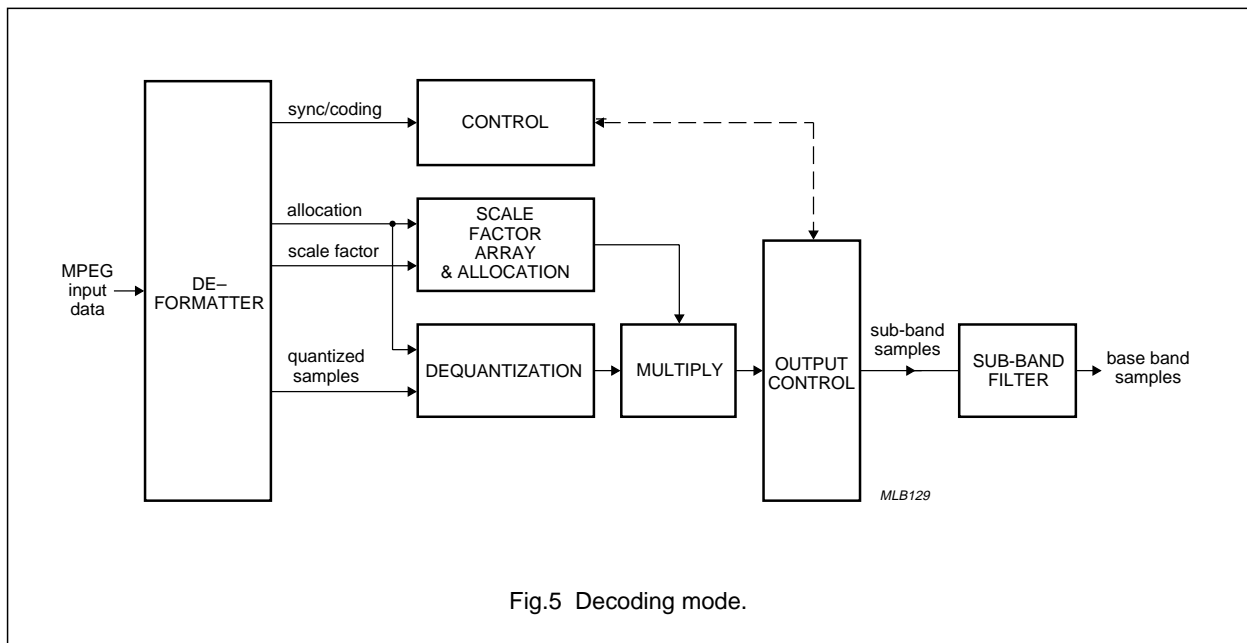 sync/coding
CONTROL
allocation
scale factor
SCALE
FACTOR
ARRAY
& ALLOCATION
MPEG
input
data
DE–
FORMATTER
quantized
samples
DEQUANTIZATION
MULTIPLY
OUTPUT
CONTROL
sub-band
samples
SUB-BAND
FILTER
base band
samples
MLB129
Fig.5 Decoding mode.